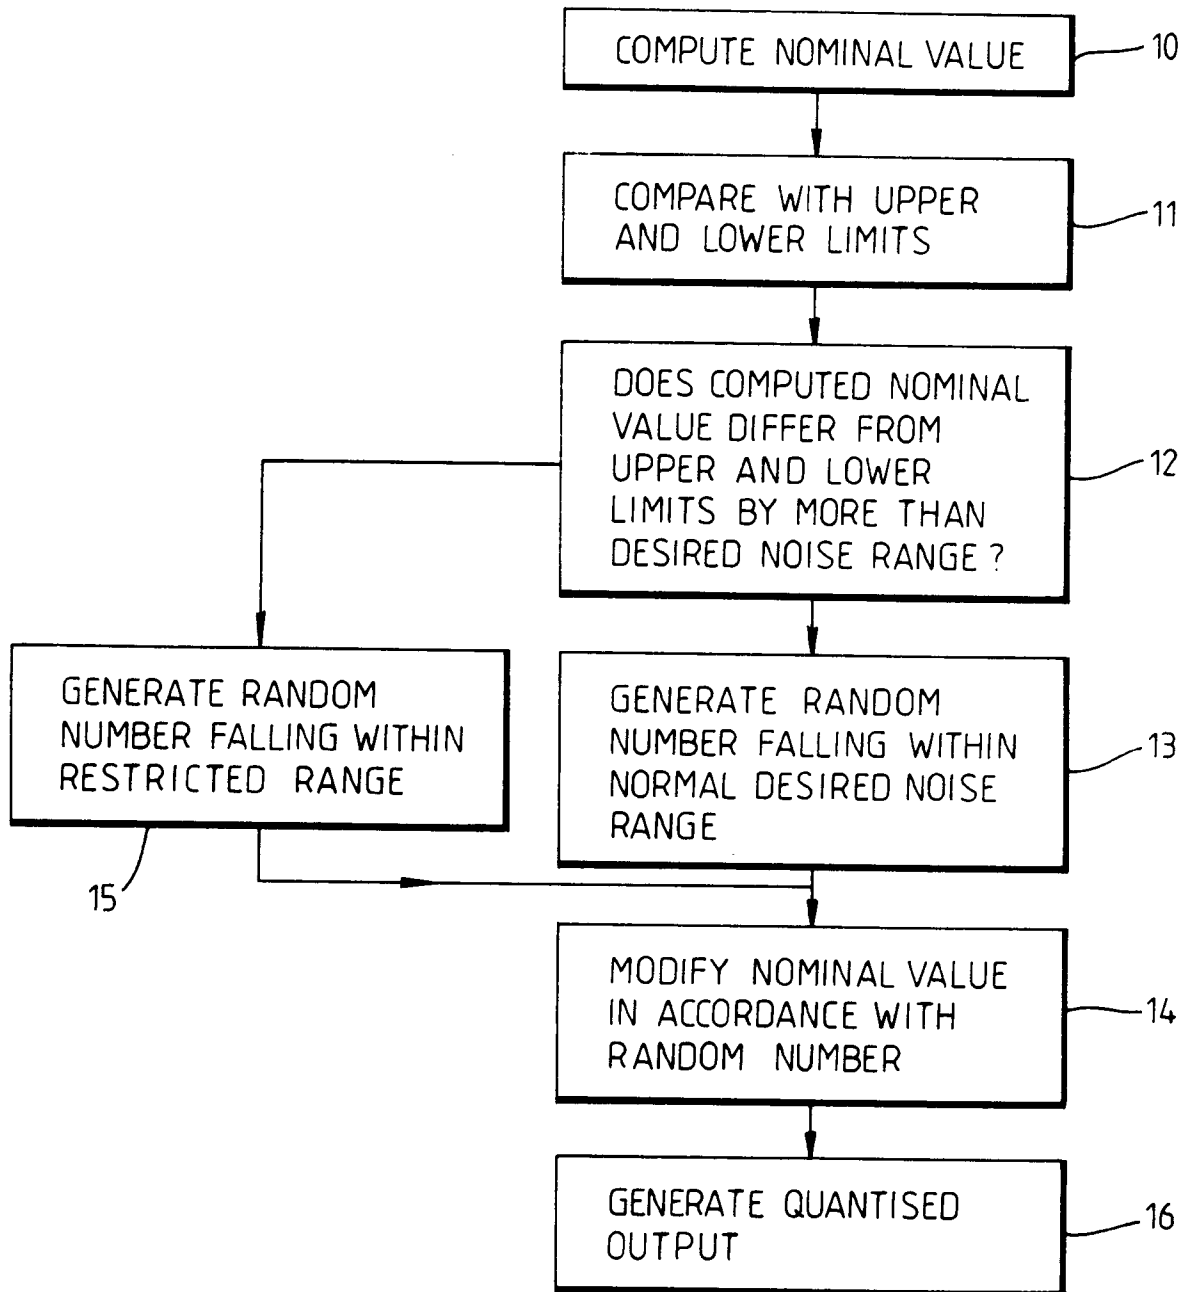 COMPUTE NOMINAL VALUE
10
COMPARE WITH UPPER
AND LOWER LIMITS
11
DOES COMPUTED NOMINAL
VALUE DIFFER FROM
UPPER AND LOWER
LIMITS BY MORE THAN
DESIRED NOISE RANGE?
12
GENERATE RANDOM
NUMBER FALLING WITHIN
RESTRICTED RANGE
15
GENERATE RANDOM
NUMBER FALLING WITHIN
NORMAL DESIRED NOISE
RANGE
13
MODIFY NOMINAL VALUE
IN ACCORDANCE WITH
RANDOM NUMBER
14
GENERATE QUANTISED
OUTPUT
16